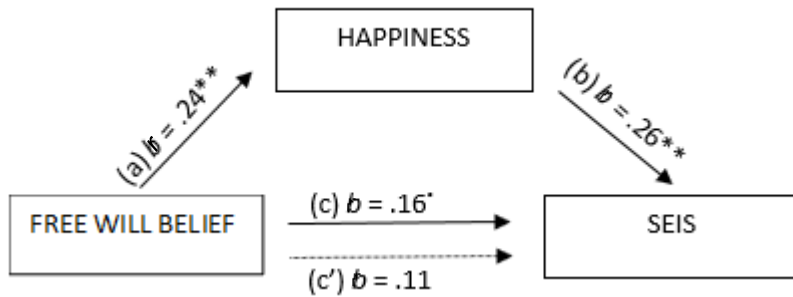 HAPPINESS
(a) b = .24**
(b) b = .26**
FREE WILL BELIEF
(c) b = .16*
SEIS
(c') b = .11